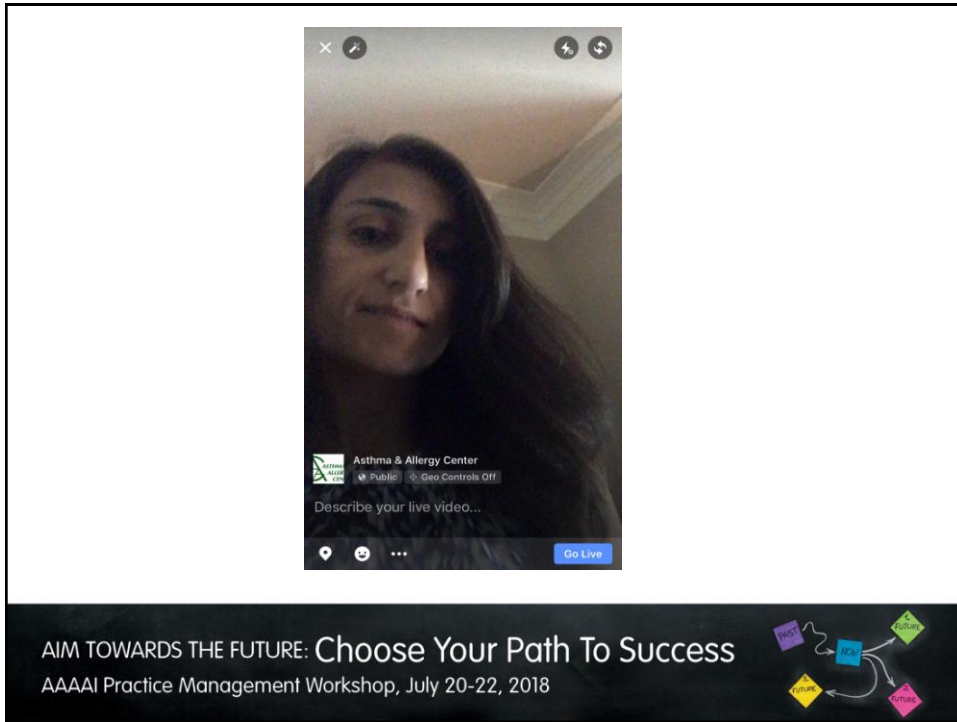 Asthma & Allergy Center
Public Geo Controls Off
Describe your live video...
Go Live
AIM TOWARDS THE FUTURE: Choose Your Path To Success
AAAAI Practice Management Workshop, July 20-22, 2018
PAST
NOW
FUTURE
FUTURE
FUTURE